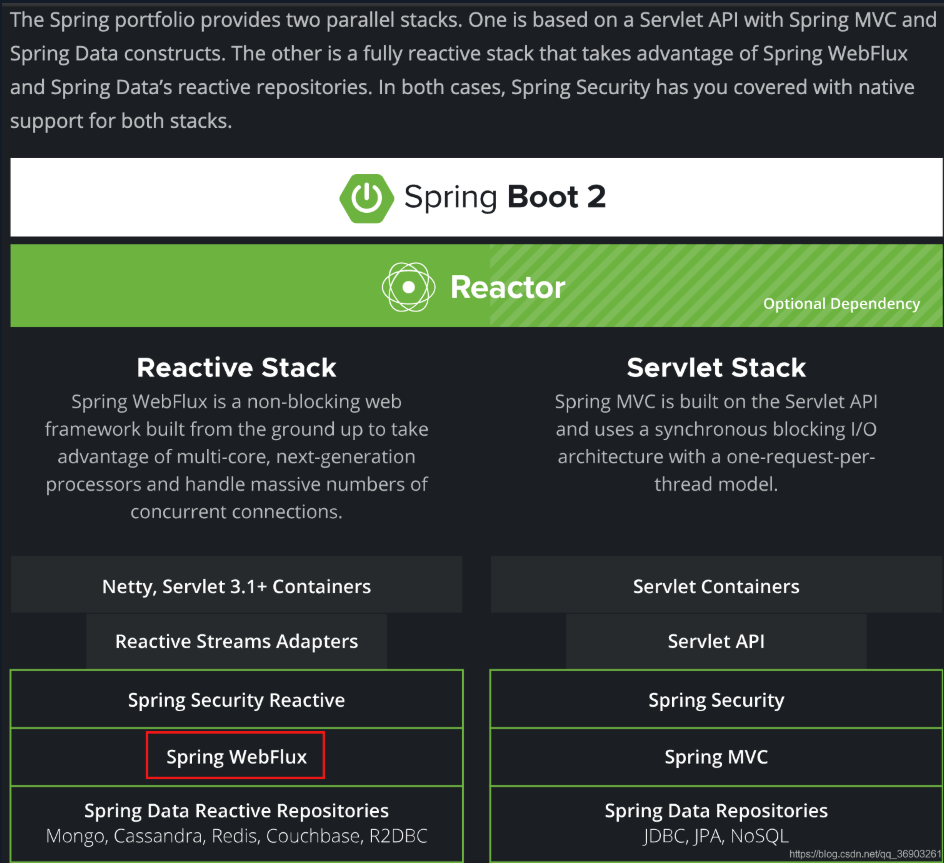 The Spring portfolio provides two parallel stacks. One is based on a Servlet API with Spring MVC and
Spring Data constructs. The other is a fully reactive stack that takes advantage of Spring WebFlux
and Spring Data's reactive repositories. In both cases, Spring Security has you covered with native
support for both stacks.
Spring Boot 2
Reactor
Optional Dependency
Reactive Stack
Spring WebFlux is a non-blocking web
framework built from the ground up to take
advantage of multi-core, next-generation
processors and handle massive numbers of
concurrent connections.
Netty, Servlet 3.1+ Containers
Reactive Streams Adapters
Spring Security Reactive
Spring WebFlux
Spring Data Reactive Repositories
Mongo, Cassandra, Redis, Couchbase, R2DBC
Servlet Stack
Spring MVC is built on the Servlet API
and uses a synchronous blocking I/O
architecture with a one-request-per-
thread model.
Servlet Containers
Servlet API
Spring Security
Spring MVC
Spring Data Repositories
JDBC, JPA, NoSQL
https://blog.csdn.net/qq_36903261